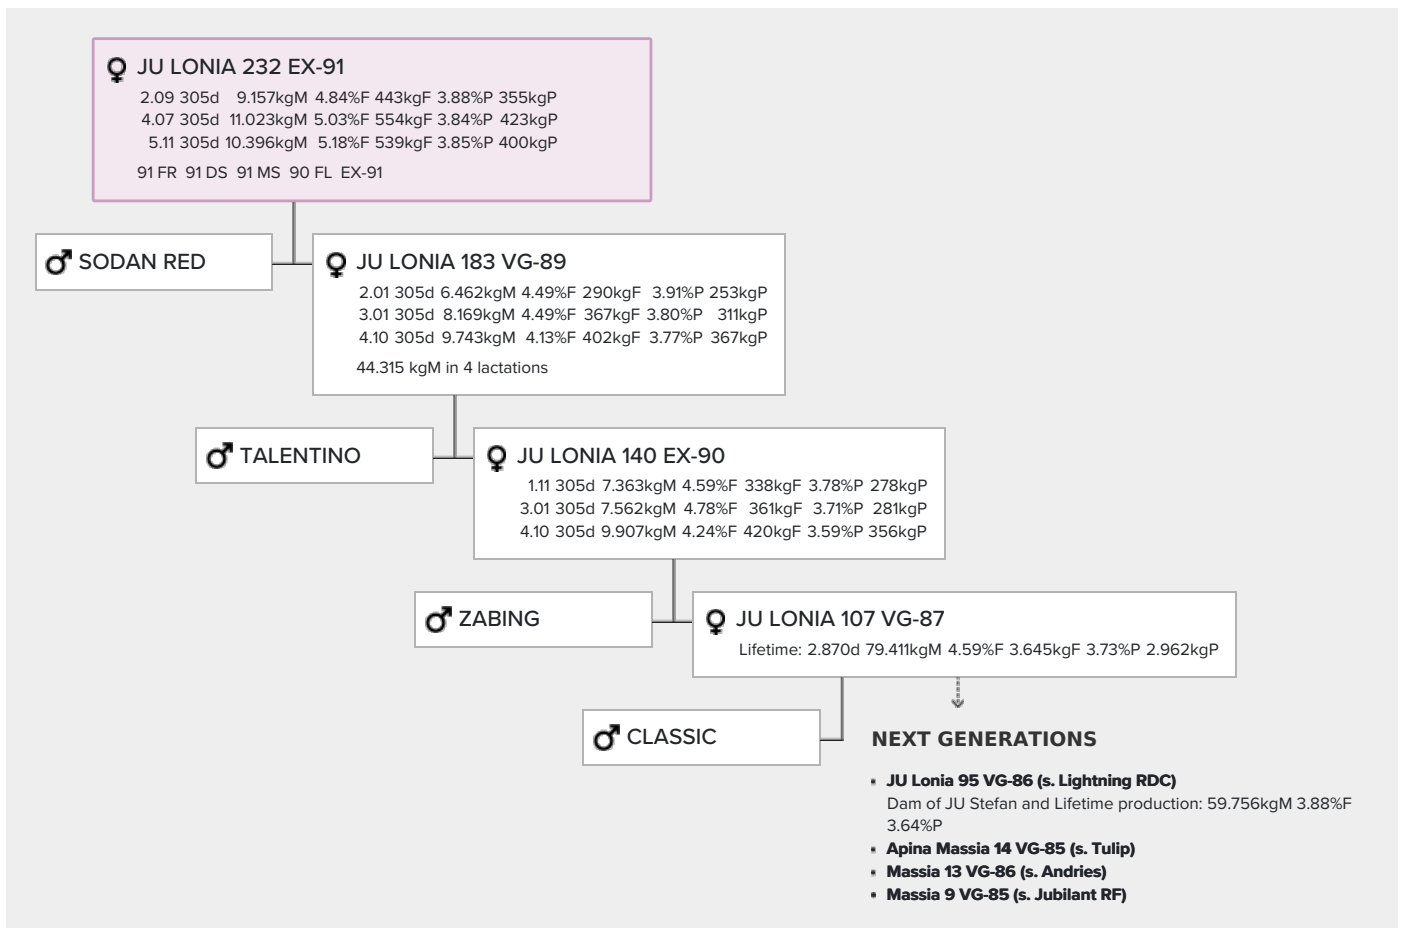 JU LONIA 232 EX-91
2.09 305d 9.157kgM 4.84%F 443kgF 3.88%P 355kgP
4.07 305d 11.023kgM 5.03%F 554kgF 3.84%P 423kgP
5.11 305d 10.396kgM 5.18%F 539kgF 3.85%P 400kgP
91 FR 91 DS 91 MS 90 FL EX-91
SODAN RED
JU LONIA 183 VG-89
2.01 305d 6.462kgM 4.49%F 290kgF 3.91%P 253kgP
3.01 305d 8.169kgM 4.49%F 367kgF 3.80%P 311kgP
4.10 305d 9.743kgM 4.13%F 402kgF 3.77%P 367kgP
44.315 kgM in 4 lactations
TALENTINO
JU LONIA 140 EX-90
1.11 305d 7.363kgM 4.59%F 338kgF 3.78%P 278kgP
3.01 305d 7.562kgM 4.78%F 361kgF 3.71%P 281kgP
4.10 305d 9.907kgM 4.24%F 420kgF 3.59%P 356kgP
ZABING
JU LONIA 107 VG-87
Lifetime: 2.870d 79.411kgM 4.59%F 3.645kgF 3.73%P 2.962kgP
CLASSIC
NEXT GENERATIONS
JU Lonia 95 VG-86 (s. Lightning RDC)
Dam of JU Stefan and Lifetime production: 59.756kgM 3.88%F
3.64%P
Apina Massia 14 VG-85 (s. Tulip)
Massia 13 VG-86 (s. Andries)
Massia 9 VG-85 (s. Jubilant RF)